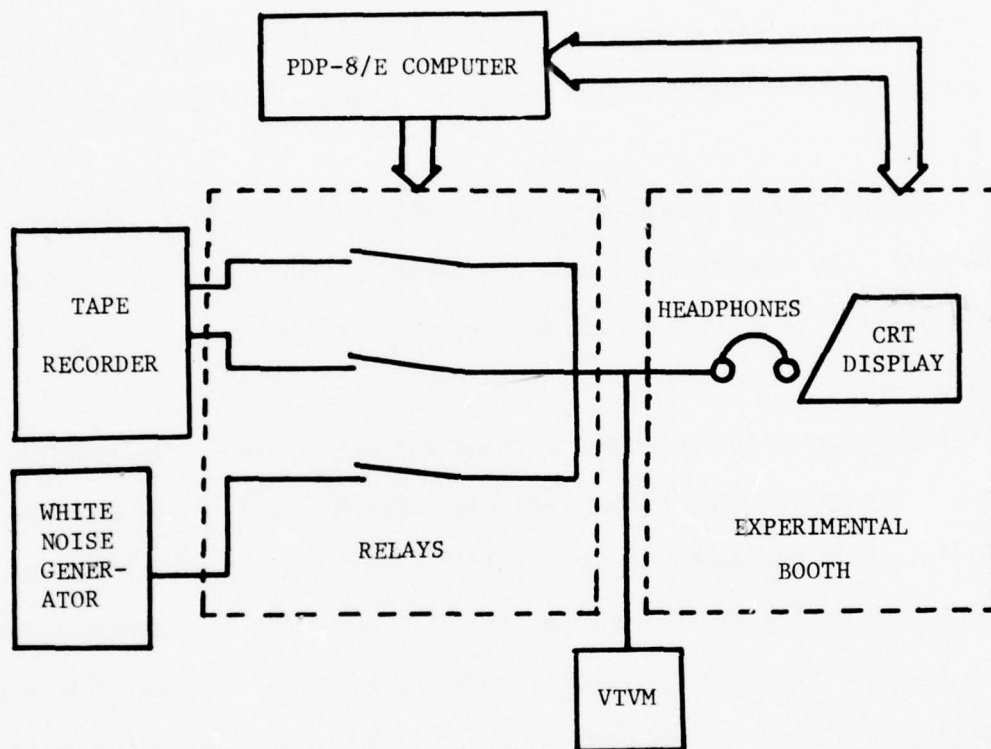 PDP-8/E COMPUTER
TAPE
RECORDER
HEADPHONES
CRT
DISPLAY
WHITE
NOISE
GENER-
ATOR
RELAYS
EXPERIMENTAL
BOOTH
VTVM